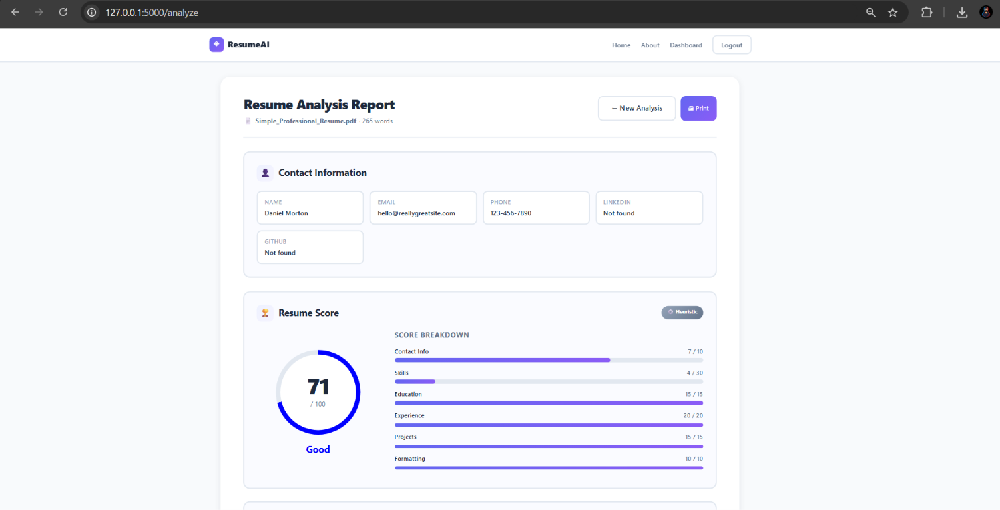 127.0.0.1:5000/analyze
ResumeAI
Home About Dashboard Logout
Resume Analysis Report
Simple_Professional_Resume.pdf · 265 words
← New Analysis
Print
Contact Information
NAME
Daniel Morton
EMAIL
hello@reallygreatsite.com
PHONE
123-456-7890
LINKEDIN
Not found
GITHUB
Not found
Resume Score
Heuristic
71
/ 100
Good
SCORE BREAKDOWN
Contact Info 7 / 10
Skills 4 / 30
Education 15 / 15
Experience 20 / 20
Projects 15 / 15
Formatting 10 / 10